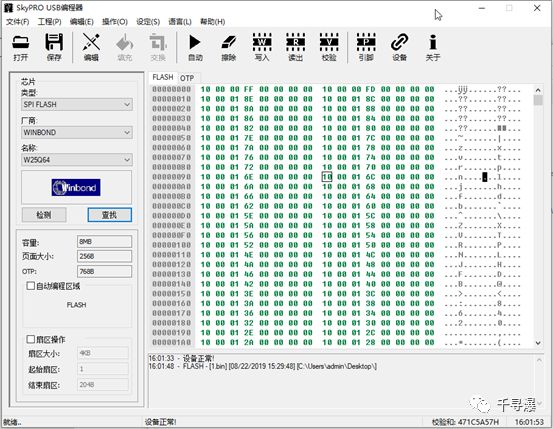 SkyPRO USB编程器
文件(F) 工程(P) 编辑(E) 操作(O) 设定(S) 语言(L) 帮助(H)
打开 保存 编辑 填充 交换 自动 擦除 写入 读出 校验 引脚 设备 关于
芯片
类型:
SPI FLASH
厂商:
WINBOND
名称:
W25Q64
Winbond
检测 查找
容量: 8MB
页面大小: 256B
OTP: 768B
自动编程区域
FLASH
扇区操作
扇区大小: 4KB
起始扇区: 1
结束扇区: 2048
FLASH OTP
00000000 10 00 00 FF 00 00 00 00 10 00 00 FD 00 00 00 00
00000010 10 00 01 8E 00 00 00 00 10 00 01 8C 00 00 00 00
00000020 10 00 01 8A 00 00 00 00 10 00 01 88 00 00 00 00
00000030 10 00 01 86 00 00 00 00 10 00 01 84 00 00 00 00
00000040 10 00 01 82 00 00 00 00 10 00 01 80 00 00 00 00
00000050 10 00 01 7E 00 00 00 00 10 00 01 7C 00 00 00 00
00000060 10 00 01 7A 00 00 00 00 10 00 01 78 00 00 00 00
00000070 10 00 01 76 00 00 00 00 10 00 01 74 00 00 00 00
00000080 10 00 01 72 00 00 00 00 10 00 01 70 00 00 00 00
00000090 10 00 01 6E 00 00 00 00 10 00 01 6C 00 00 00 00
000000A0 10 00 01 6A 00 00 00 00 10 00 01 68 00 00 00 00
000000B0 10 00 01 66 00 00 00 00 10 00 01 64 00 00 00 00
000000C0 10 00 01 62 00 00 00 00 10 00 01 60 00 00 00 00
000000D0 10 00 01 5E 00 00 00 00 10 00 01 5C 00 00 00 00
000000E0 10 00 01 5A 00 00 00 00 10 00 01 58 00 00 00 00
000000F0 10 00 01 56 00 00 00 00 10 00 01 54 00 00 00 00
00000100 10 00 01 52 00 00 00 00 10 00 01 50 00 00 00 00
00000110 10 00 01 4E 00 00 00 00 10 00 01 4C 00 00 00 00
00000120 10 00 01 4A 00 00 00 00 10 00 01 48 00 00 00 00
00000130 10 00 01 46 00 00 00 00 10 00 01 44 00 00 00 00
00000140 10 00 01 42 00 00 00 00 10 00 01 40 00 00 00 00
00000150 10 00 01 3E 00 00 00 00 10 00 01 3C 00 00 00 00
00000160 10 00 01 3A 00 00 00 00 10 00 01 38 00 00 00 00
00000170 10 00 01 36 00 00 00 00 10 00 01 34 00 00 00 00
00000180 10 00 01 32 00 00 00 00 10 00 01 30 00 00 00 00
00000190 10 00 01 2E 00 00 00 00 10 00 01 2C 00 00 00 00
000001A0 10 00 01 2A 00 00 00 00 10 00 01 28 00 00 00 00
16:01:33 - 设备正常!
16:01:48 - FLASH - [1.bin] [08/22/2019 15:29:48] [C:\Users\admin\Desktop\]
千寻瀑
就绪.. 设备正常! 校验和: 471C5A57H 16:01:53